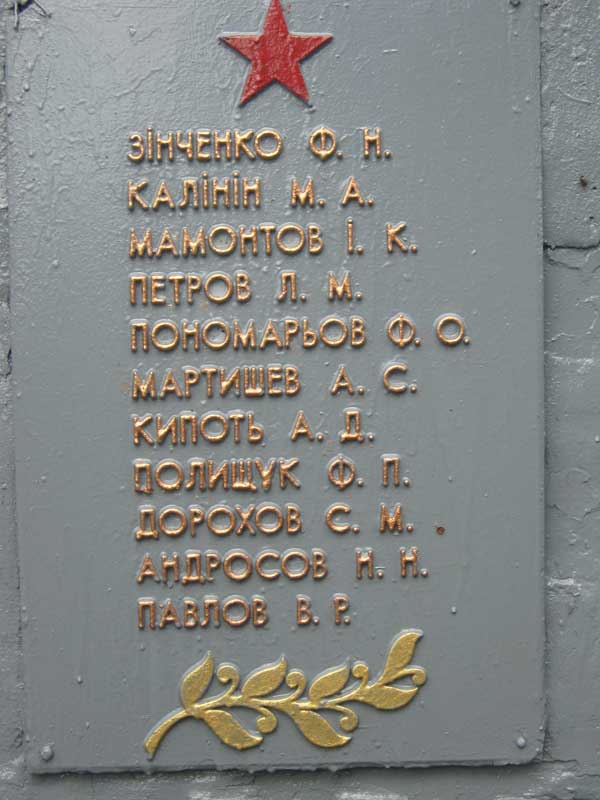 ЗІНЧЕНКО Ф. Н.
КАЛІНІН М. А.
МАМОНТОВ І. К.
ПЕТРОВ Л. М.
ПОНОМАРЬОВ Ф. О.
МАРТИШЕВ А. С.
КИПОТЬ А. Д.
ПОЛИЩУК Ф. П.
ДОРОХОВ С. М.
АНДРОСОВ Н. Н.
ПАВЛОВ В. Р.